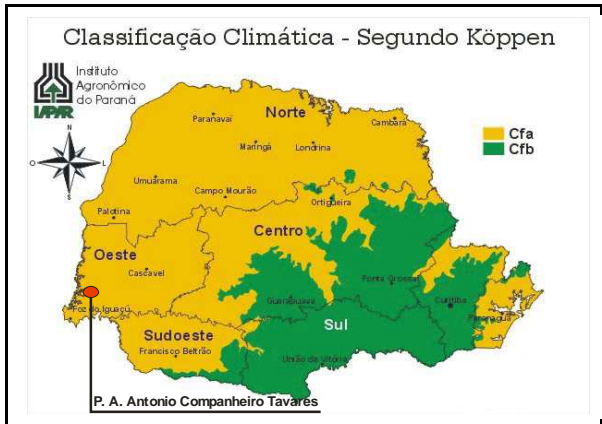 Classificação Climática - Segundo Köppen
Instituto
Agronômico
do Paraná
IAPAR
N
O
L
S
Norte
Paranavaí
Cambará
Maringá
Londrina
Cfa
Cfb
Umuarama
Campo Mourão
Ortigueira
Palotina
Centro
Oeste
Cascavel
Ponta Grossa
Guarapuava
Curitiba
Foz do Iguaçú
Paranaguá
Sul
Sudoeste
Francisco Beltrão
União da Vitória
P. A. Antonio Companheiro Tavares